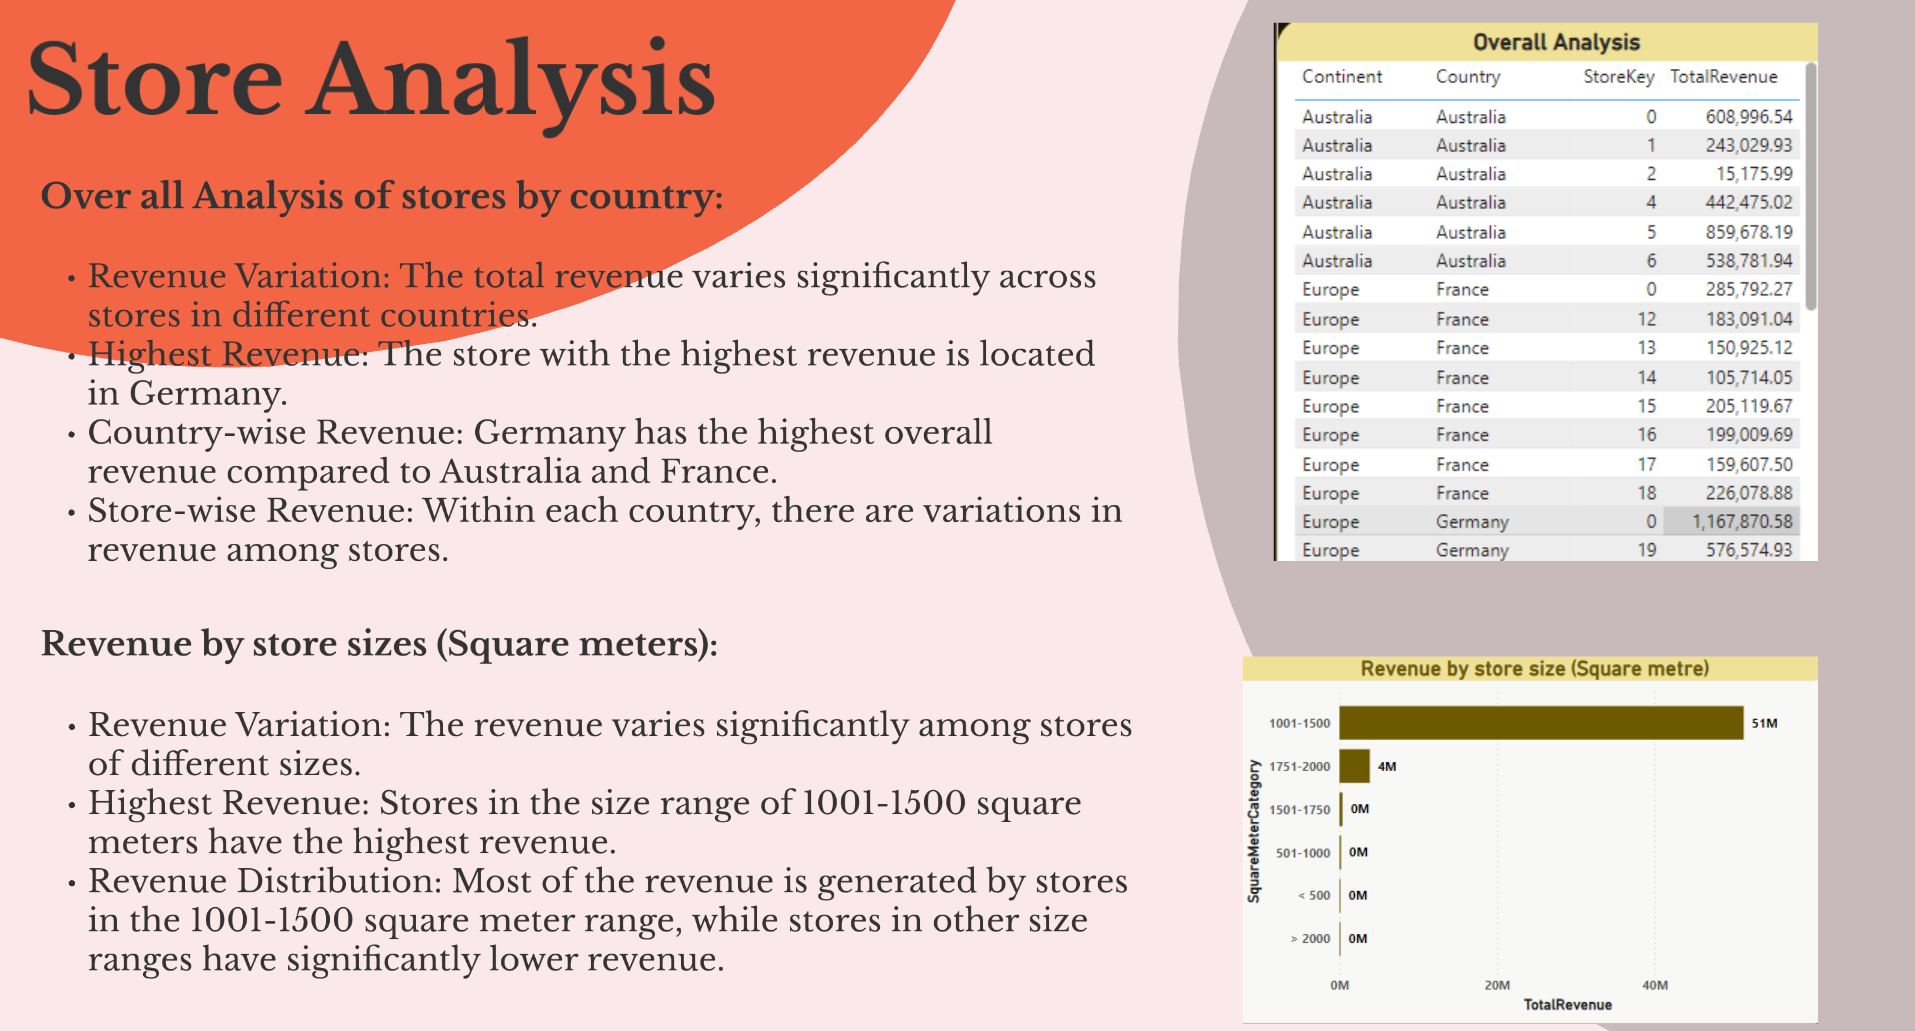 Store Analysis
Over all Analysis of stores by country:
• Revenue Variation: The total revenue varies significantly across
stores in different countries.
• Highest Revenue: The store with the highest revenue is located
in Germany.
• Country-wise Revenue: Germany has the highest overall
revenue compared to Australia and France.
• Store-wise Revenue: Within each country, there are variations in
revenue among stores.
Revenue by store sizes (Square meters):
• Revenue Variation: The revenue varies significantly among stores
of different sizes.
• Highest Revenue: Stores in the size range of 1001-1500 square
meters have the highest revenue.
• Revenue Distribution: Most of the revenue is generated by stores
in the 1001-1500 square meter range, while stores in other size
ranges have significantly lower revenue.
Overall Analysis
Continent Country StoreKey TotalRevenue
Australia Australia 0 608,996.54
Australia Australia 1 243,029.93
Australia Australia 2 15,175.99
Australia Australia 4 442,475.02
Australia Australia 5 859,678.19
Australia Australia 6 538,781.94
Europe France 0 285,792.27
Europe France 12 183,091.04
Europe France 13 150,925.12
Europe France 14 105,714.05
Europe France 15 205,119.67
Europe France 16 199,009.69
Europe France 17 159,607.50
Europe France 18 226,078.88
Europe Germany 0 1,167,870.58
Europe Germany 19 576,574.93
Revenue by store size (Square metre)
SquareMeterCategory
1001-1500 51M
1751-2000 4M
1501-1750 0M
501-1000 0M
< 500 0M
> 2000 0M
0M 20M 40M
TotalRevenue